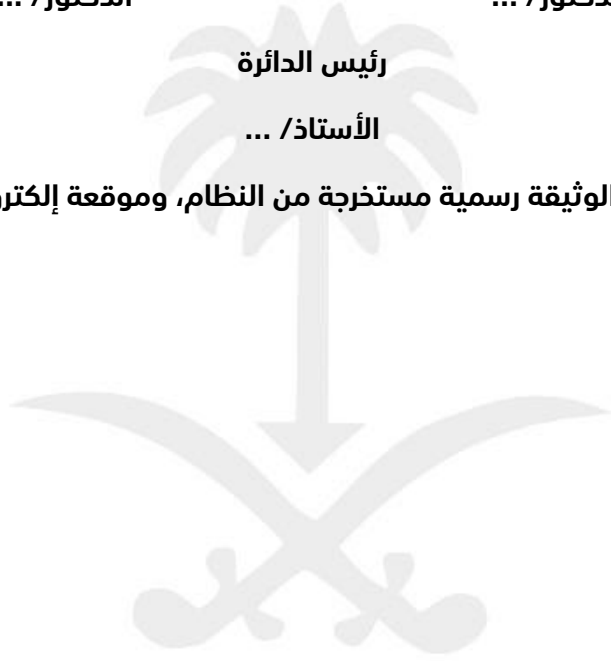 الدكتور/ ...
رئيس الدائرة
الأستاذ/ ...
الوثيقة رسمية مستخرجة من النظام، وموقعة